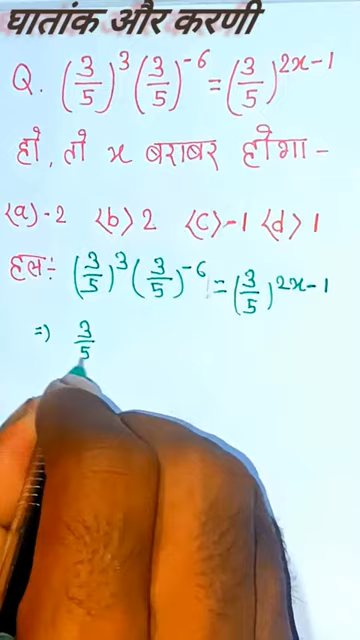 घातांक और करणी
Q. (3/5)^3 (3/5)^-6 = (3/5)^2x-1
हो, तो x बराबर होगा -
(a) -2 (b) 2 (c) -1 (d) 1
हल:- (3/5)^3 (3/5)^-6 = (3/5)^2x-1
=) 3/5